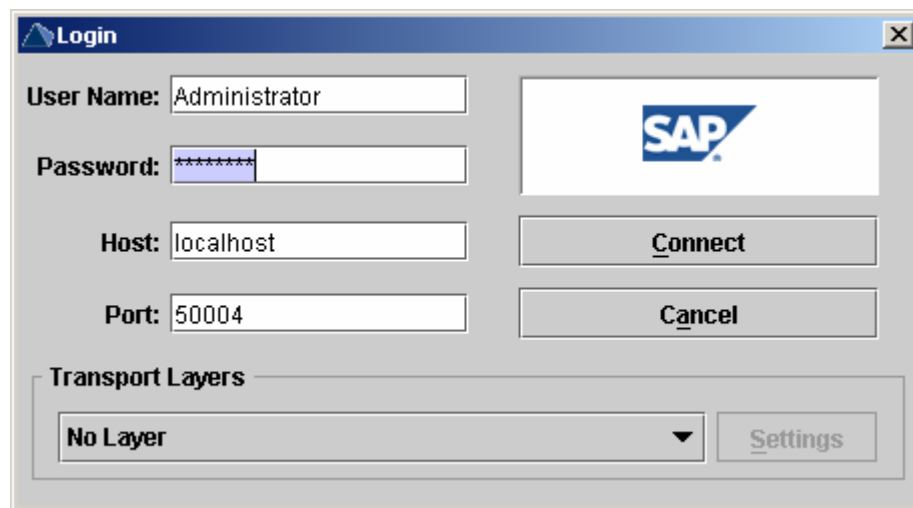 Login
User Name: Administrator
SAP
Password: ********
Host: localhost
Connect
Port: 50004
Cancel
Transport Layers
No Layer
Settings